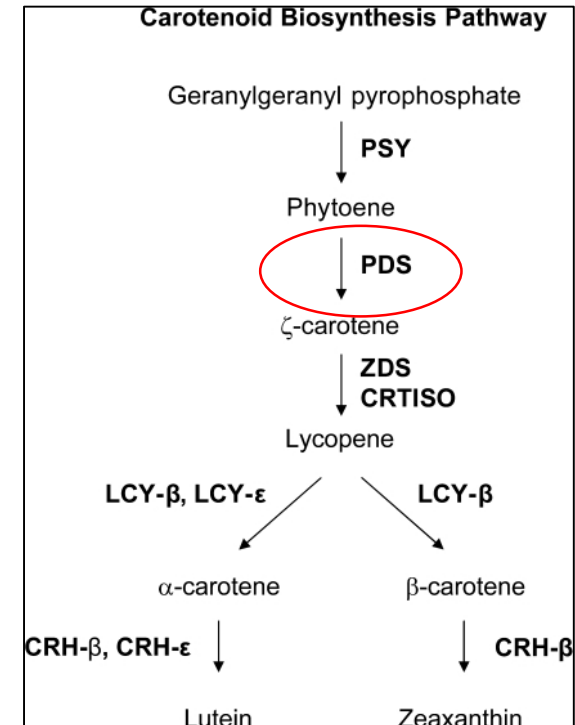 Carotenoid Biosynthesis Pathway
Geranylgeranyl pyrophosphate
PSY
Phytoene
PDS
ζ-carotene
ZDS
CRTISO
Lycopene
LCY-β, LCY-ε
LCY-β
α-carotene
β-carotene
CRH-β, CRH-ε
CRH-β
Lutein
Zeaxanthin